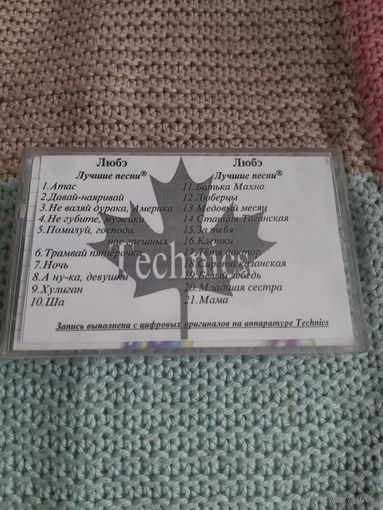 Любэ
Лучшие песни®
1.Атас
2.Давай-наяривай
3.Не валяй дурака, Америка
4.Не губите, мужики
5.Помилуй, господи,
нас грешных
6.Трамвай пятерочка
7.Ночь
8.А ну-ка, девушки
9.Хулиган
10.Ша
Любэ
Лучшие песни®
11.Батька Махно
12.Люберцы
13.Медовый месяц
14.Станция Таганская
15.За тебя
16.Клетки
17.Дядя доктор
18.Сирота казанская
19.Белый лебедь
20.Младшая сестра
21.Мама
Technics
Запись выполнена с цифровых оригиналов на аппаратуре Technics